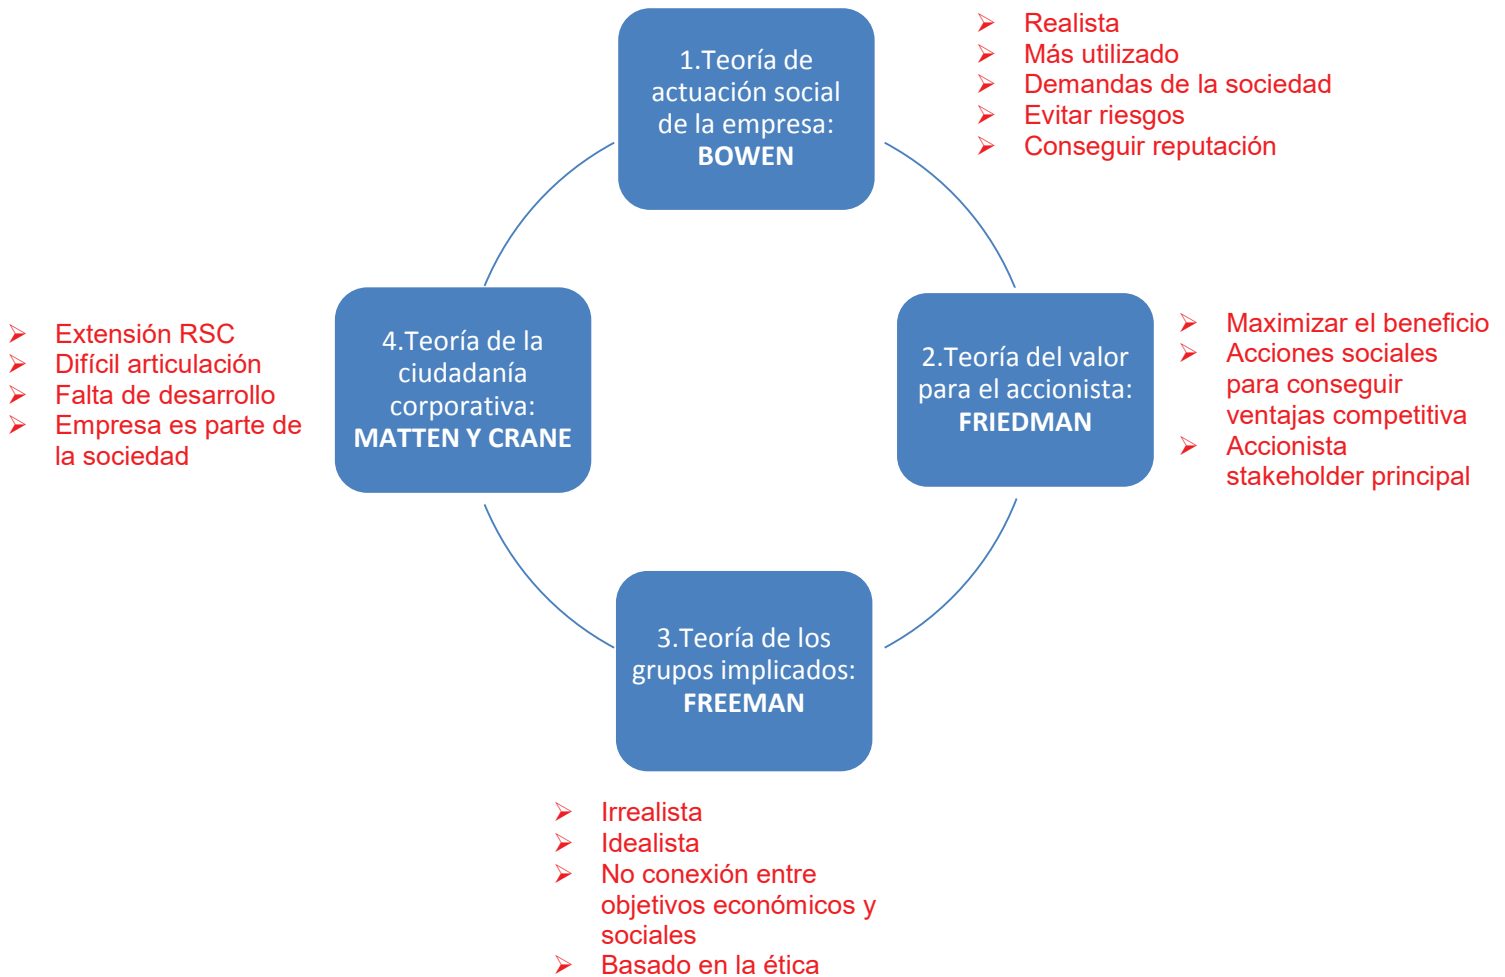 1.Teoría de
actuación social
de la empresa:
BOWEN
➢ Realista
➢ Más utilizado
➢ Demandas de la sociedad
➢ Evitar riesgos
➢ Conseguir reputación
2.Teoría del valor
para el accionista:
FRIEDMAN
➢ Maximizar el beneficio
➢ Acciones sociales
para conseguir
ventajas competitiva
➢ Accionista
stakeholder principal
3.Teoría de los
grupos implicados:
FREEMAN
➢ Irrealista
➢ Idealista
➢ No conexión entre
objetivos económicos y
sociales
➢ Basado en la ética
4.Teoría de la
ciudadanía
corporativa:
MATTEN Y CRANE
➢ Extensión RSC
➢ Difícil articulación
➢ Falta de desarrollo
➢ Empresa es parte de
la sociedad